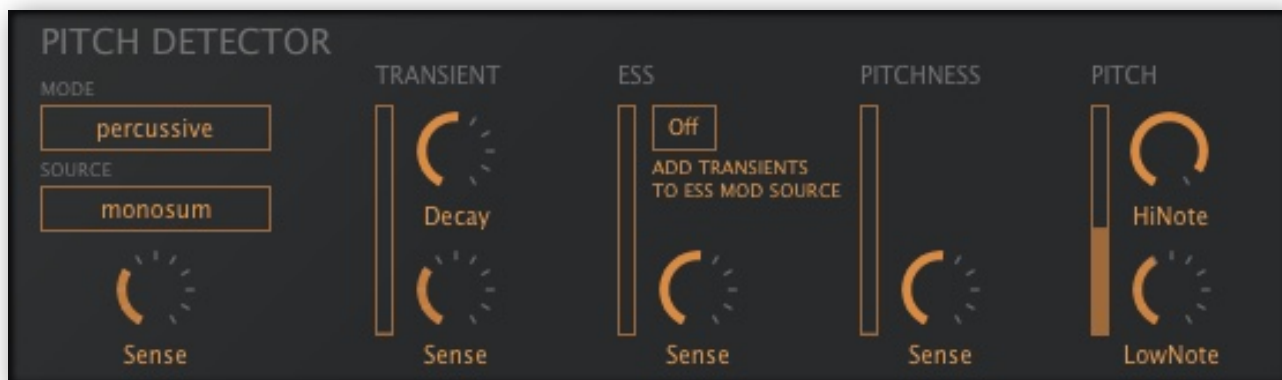 PITCH DETECTOR
MODE
percussive
SOURCE
monosum
Sense
TRANSIENT
Decay
Sense
ESS
Off
ADD TRANSIENTS
TO ESS MOD SOURCE
Sense
PITCHNESS
Sense
PITCH
HiNote
LowNote